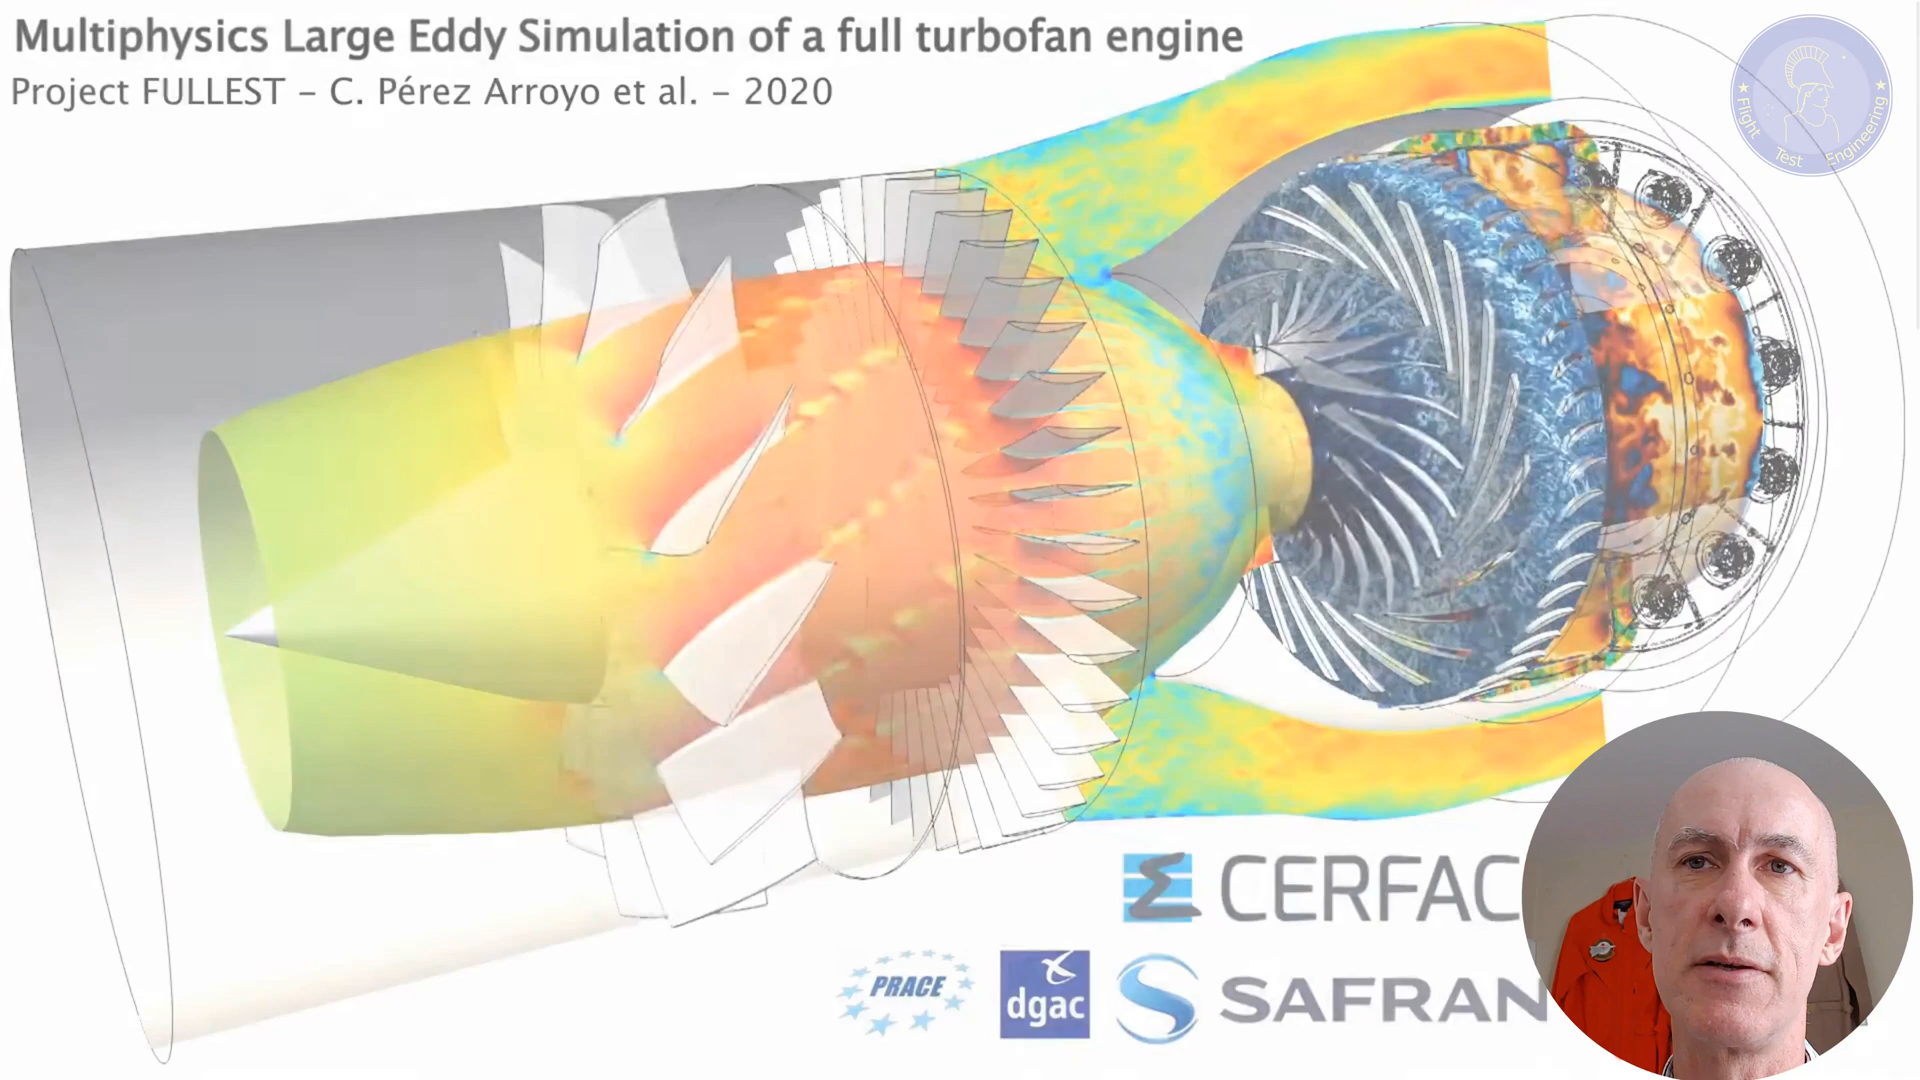 Multiphysics Large Eddy Simulation of a full turbofan engine
Project FULLEST – C. Pérez Arroyo et al. – 2020
Flight Test Engineering
CERFAC
PRACE
dgac
SAFRAN